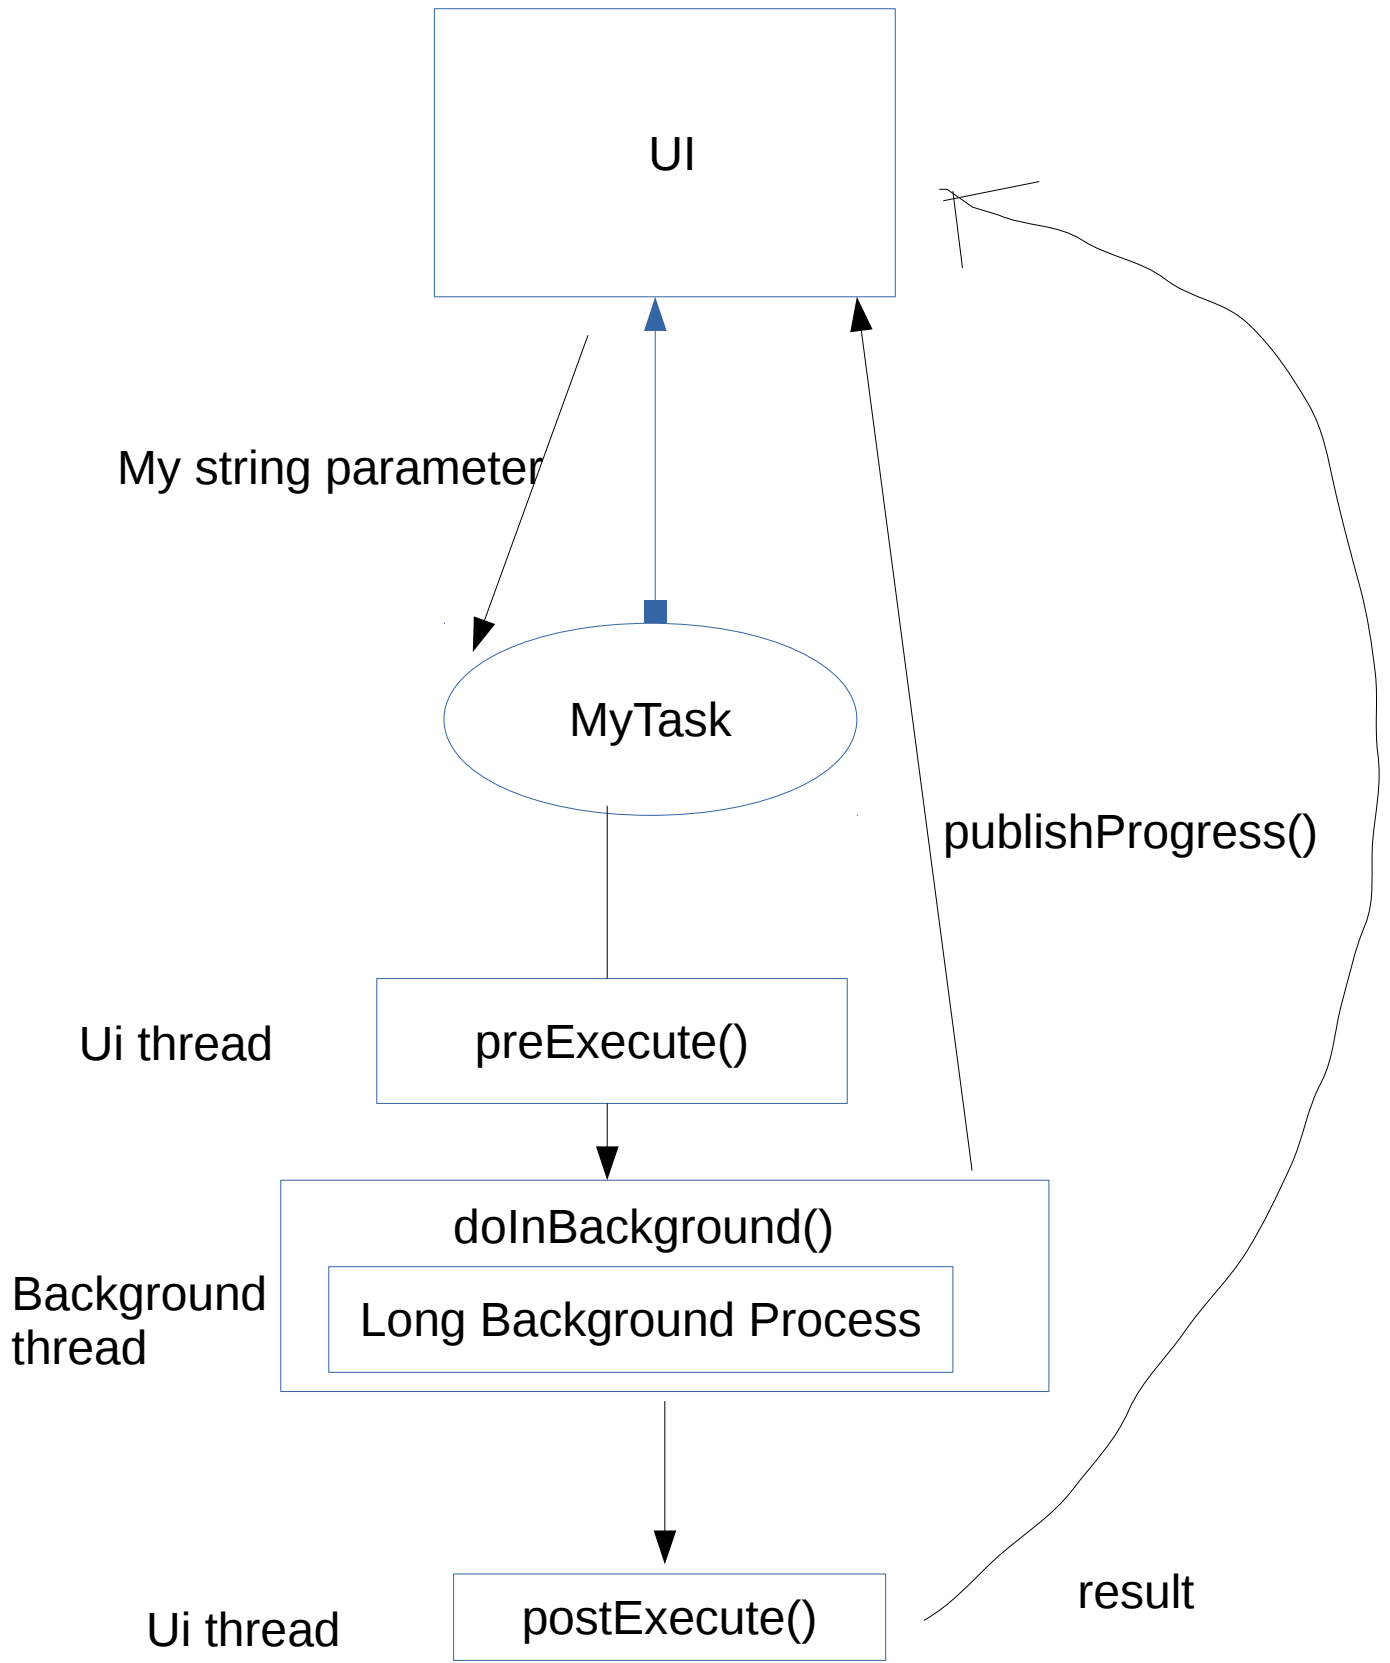 UI
My string parameter
MyTask
publishProgress()
Ui thread
preExecute()
doInBackground()
Background
thread
Long Background Process
Ui thread
postExecute()
result